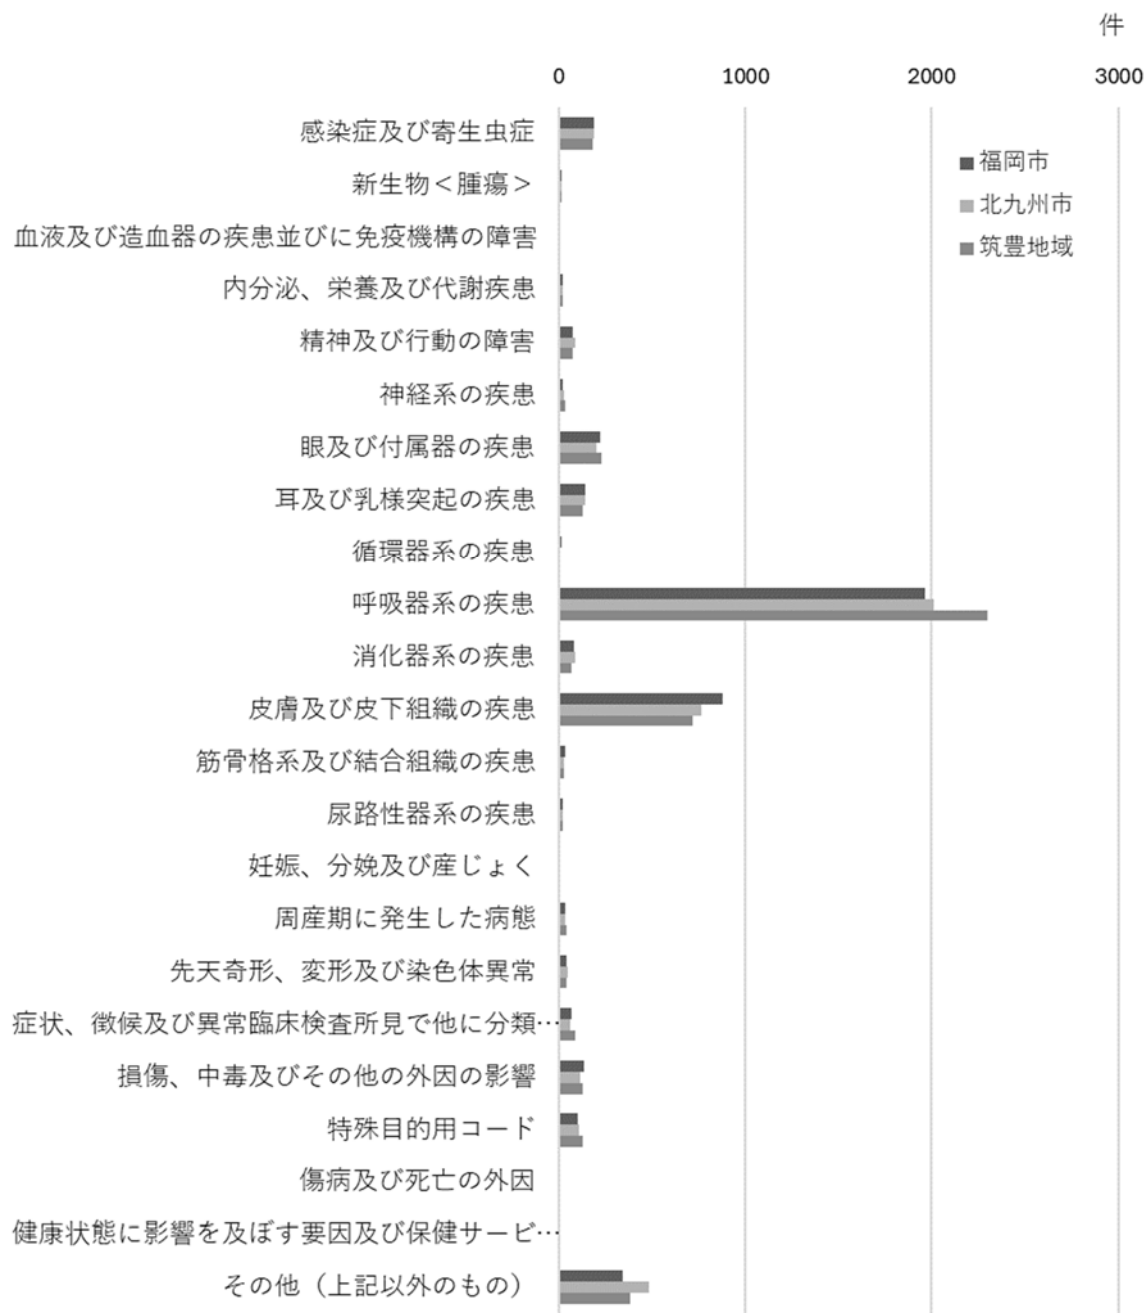 件
0 1000 2000 3000
感染症及び寄生虫症
新生物＜腫瘍＞
血液及び造血器の疾患並びに免疫機構の障害
内分泌、栄養及び代謝疾患
精神及び行動の障害
神経系の疾患
眼及び付属器の疾患
耳及び乳様突起の疾患
循環器系の疾患
呼吸器系の疾患
消化器系の疾患
皮膚及び皮下組織の疾患
筋骨格系及び結合組織の疾患
尿路性器系の疾患
妊娠、分娩及び産じょく
周産期に発生した病態
先天奇形、変形及び染色体異常
症状、徴候及び異常臨床検査所見で他に分類…
損傷、中毒及びその他の外因の影響
特殊目的用コード
傷病及び死亡の外因
健康状態に影響を及ぼす要因及び保健サービ…
その他（上記以外のもの）
福岡市
北九州市
筑豊地域